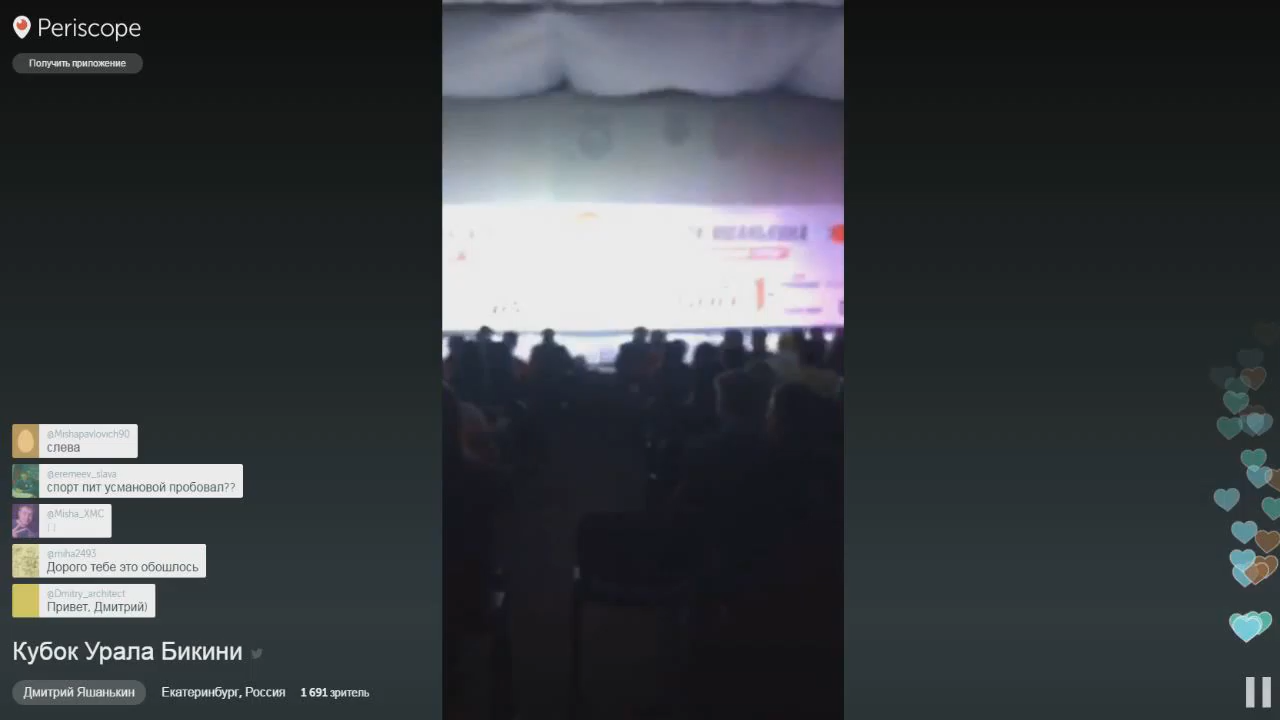 Periscope
Получить приложение
@Mishapavlovich90
слева
@eremeev_slava
спорт пит усмановой пробовал??
@Misha_XMC
@miha2493
Дорого тебе это обошлось
@Dmitry_architect
Привет, Дмитрий)
Кубок Урала Бикини
Дмитрий Яшанькин Екатеринбург, Россия 1 691 зритель